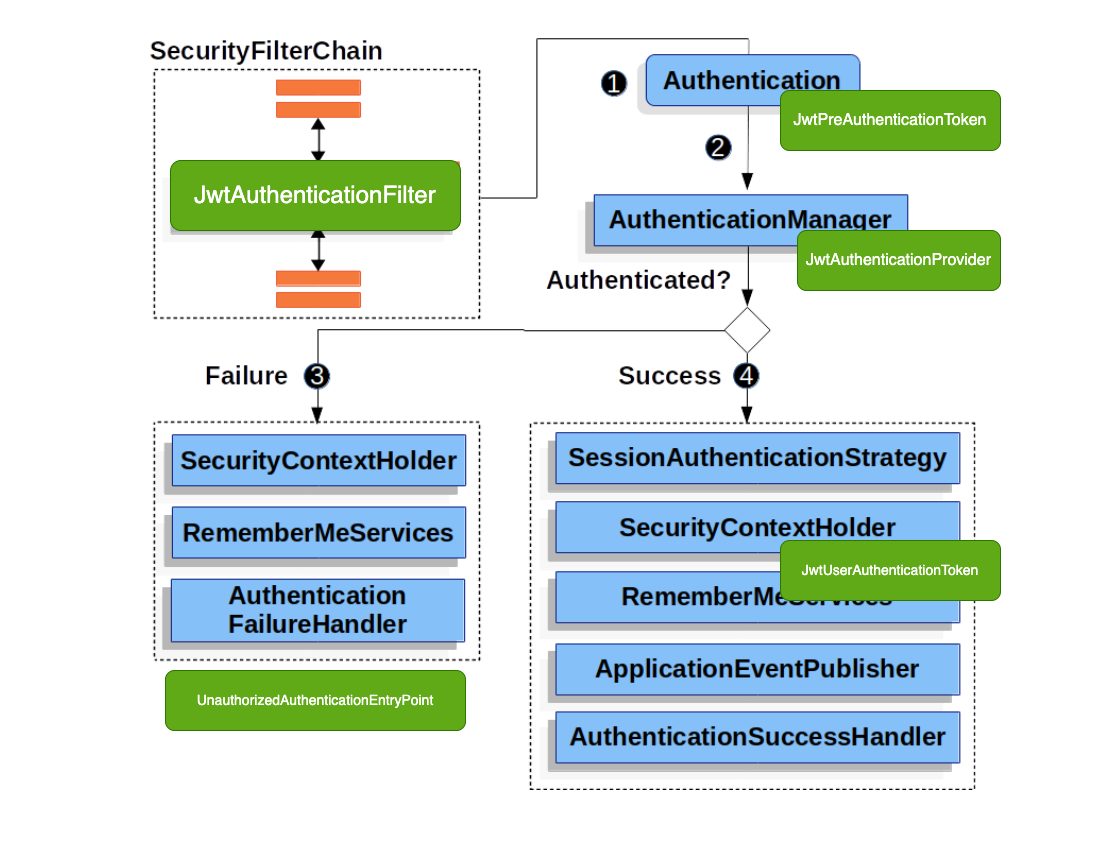 SecurityFilterChain
JwtAuthenticationFilter
1
Authentication
JwtPreAuthenticationToken
2
AuthenticationManager
JwtAuthenticationProvider
Authenticated?
Failure 3
Success 4
SecurityContextHolder
RememberMeServices
Authentication
FailureHandler
UnauthorizedAuthenticationEntryPoint
SessionAuthenticationStrategy
SecurityContextHolder
JwtUserAuthenticationToken
RememberMeServices
ApplicationEventPublisher
AuthenticationSuccessHandler